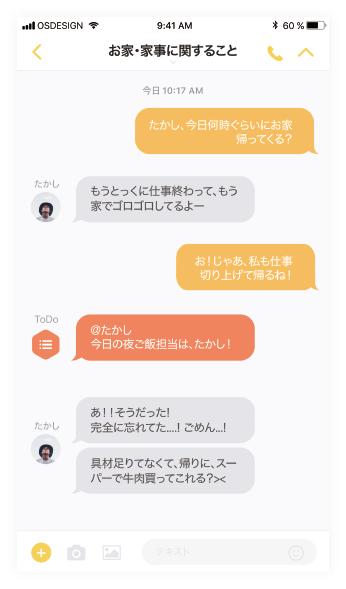 OSDESIGN 9:41 AM 60 %
お家・家事に関すること
今日 10:17 AM
たかし、今日何時ぐらいにお家
帰ってくる？
たかし
もうとっくに仕事終わって、もう
家でゴロゴロしてるよー
お！じゃあ、私も仕事
切り上げて帰るね！
ToDo
@たかし
今日の夜ご飯担当は、たかし！
たかし
あ！！そうだった！
完全に忘れてた....! ごめん...!
具材足りてなくて、帰りに、スー
パーで牛肉買ってこれる？><
テキスト